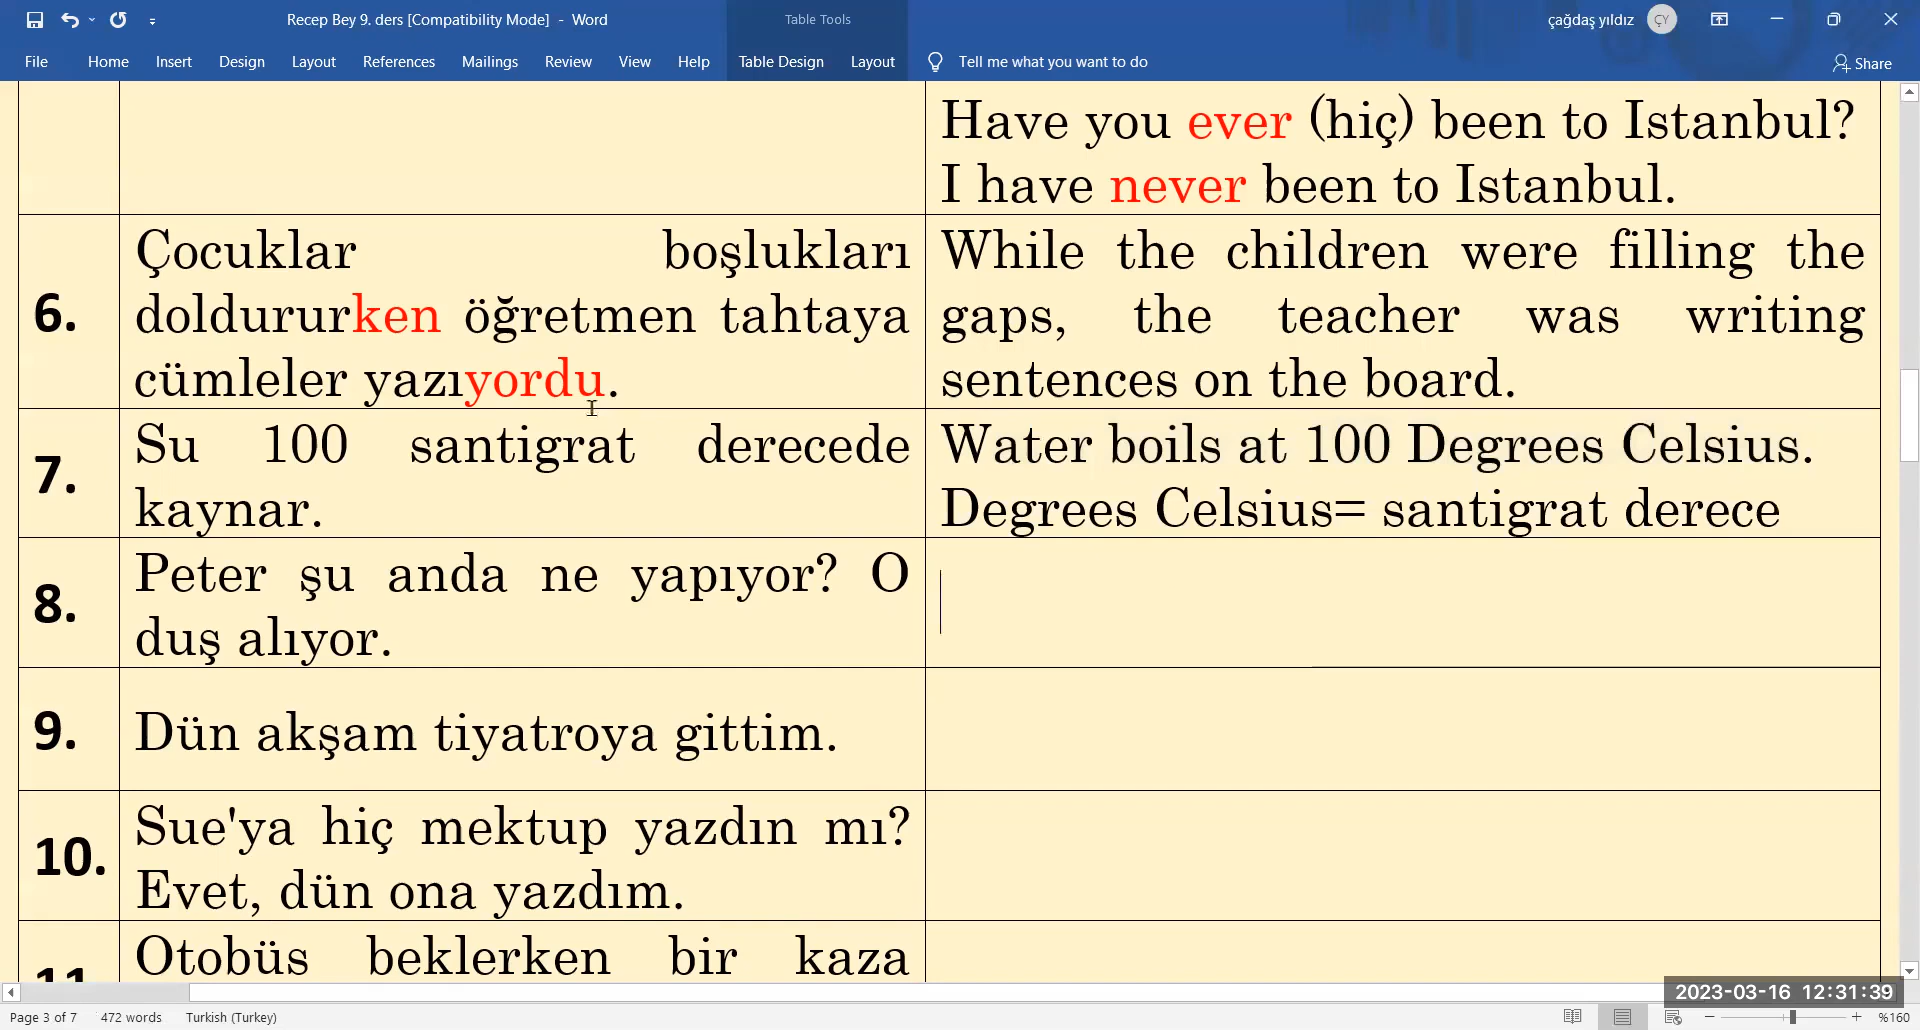 Recep Bey 9. ders [Compatibility Mode] - Word
Table Tools
çağdaş yıldız
ÇY
File Home Insert Design Layout References Mailings Review View Help Table Design Layout Tell me what you want to do Share
Have you ever (hiç) been to Istanbul?
I have never been to Istanbul.
6.
Çocuklar boşlukları
doldururken öğretmen tahtaya
cümleler yazıyordu.
While the children were filling the
gaps, the teacher was writing
sentences on the board.
7.
Su 100 santigrat derecede
kaynar.
Water boils at 100 Degrees Celsius.
Degrees Celsius= santigrat derece
8.
Peter şu anda ne yapıyor? O
duş alıyor.
9.
Dün akşam tiyatroya gittim.
10.
Sue'ya hiç mektup yazdın mı?
Evet, dün ona yazdım.
11
Otobüs beklerken bir kaza
2023-03-16 12:31:39
Page 3 of 7 472 words Turkish (Turkey)
%160